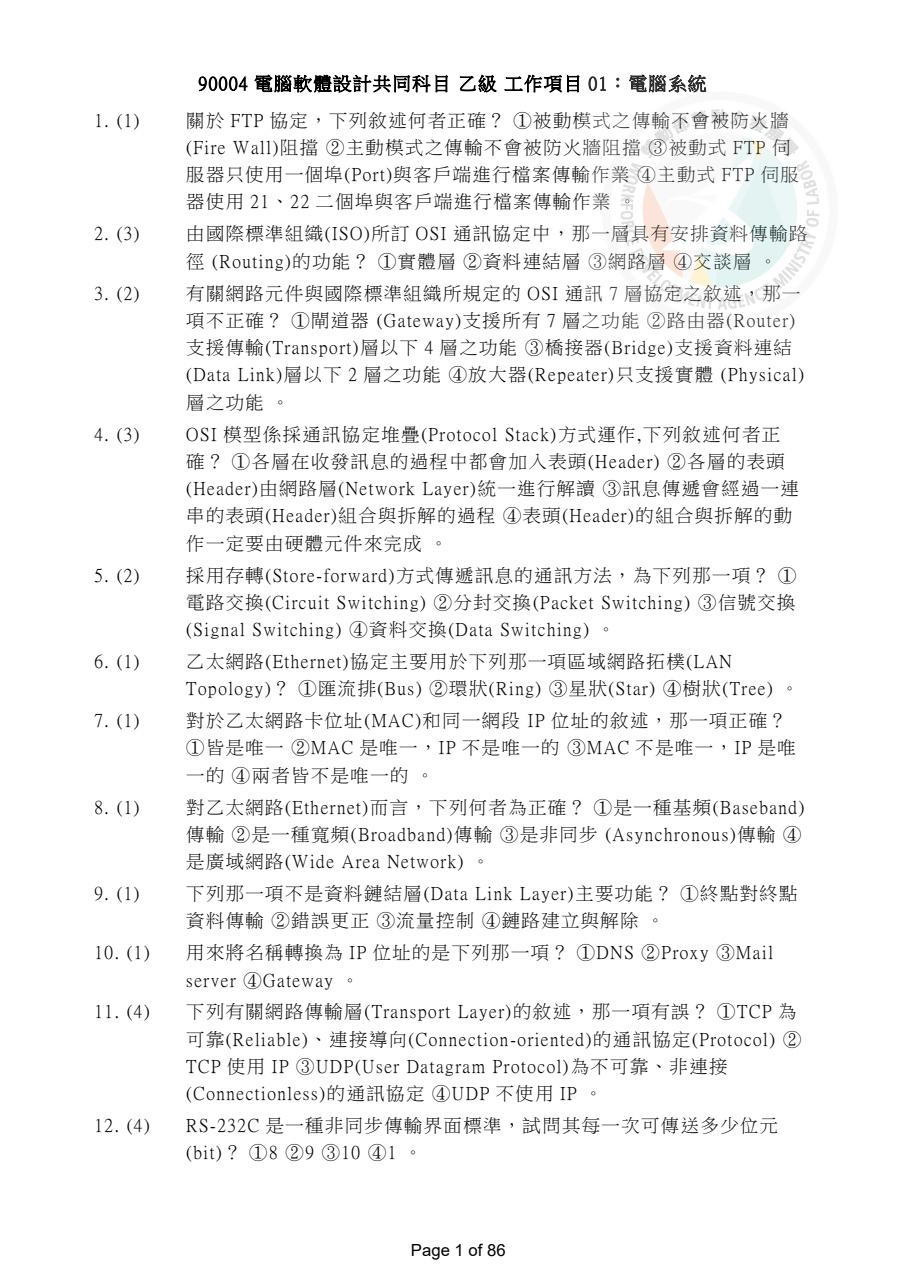 90004 電腦軟體設計共同科目 乙級 工作項目 01：電腦系統
1. (1) 關於 FTP 協定，下列敘述何者正確？ ①被動模式之傳輸不會被防火牆
(Fire Wall)阻擋 ②主動模式之傳輸不會被防火牆阻擋 ③被動式 FTP 伺
服器只使用一個埠(Port)與客戶端進行檔案傳輸作業 ④主動式 FTP 伺服
器使用 21、22 二個埠與客戶端進行檔案傳輸作業 。
2. (3) 由國際標準組織(ISO)所訂 OSI 通訊協定中，那一層具有安排資料傳輸路
徑 (Routing)的功能？ ①實體層 ②資料連結層 ③網路層 ④交談層 。
3. (2) 有關網路元件與國際標準組織所規定的 OSI 通訊 7 層協定之敘述，那一
項不正確？ ①閘道器 (Gateway)支援所有 7 層之功能 ②路由器(Router)
支援傳輸(Transport)層以下 4 層之功能 ③橋接器(Bridge)支援資料連結
(Data Link)層以下 2 層之功能 ④放大器(Repeater)只支援實體 (Physical)
層之功能 。
4. (3) OSI 模型係採通訊協定堆疊(Protocol Stack)方式運作,下列敘述何者正
確？ ①各層在收發訊息的過程中都會加入表頭(Header) ②各層的表頭
(Header)由網路層(Network Layer)統一進行解讀 ③訊息傳遞會經過一連
串的表頭(Header)組合與拆解的過程 ④表頭(Header)的組合與拆解的動
作一定要由硬體元件來完成 。
5. (2) 採用存轉(Store-forward)方式傳遞訊息的通訊方法，為下列那一項？ ①
電路交換(Circuit Switching) ②分封交換(Packet Switching) ③信號交換
(Signal Switching) ④資料交換(Data Switching) 。
6. (1) 乙太網路(Ethernet)協定主要用於下列那一項區域網路拓樸(LAN
Topology)？ ①匯流排(Bus) ②環狀(Ring) ③星狀(Star) ④樹狀(Tree) 。
7. (1) 對於乙太網路卡位址(MAC)和同一網段 IP 位址的敘述，那一項正確？
①皆是唯一 ②MAC 是唯一，IP 不是唯一的 ③MAC 不是唯一，IP 是唯
一的 ④兩者皆不是唯一的 。
8. (1) 對乙太網路(Ethernet)而言，下列何者為正確？ ①是一種基頻(Baseband)
傳輸 ②是一種寬頻(Broadband)傳輸 ③是非同步 (Asynchronous)傳輸 ④
是廣域網路(Wide Area Network) 。
9. (1) 下列那一項不是資料鏈結層(Data Link Layer)主要功能？ ①終點對終點
資料傳輸 ②錯誤更正 ③流量控制 ④鏈路建立與解除 。
10. (1) 用來將名稱轉換為 IP 位址的是下列那一項？ ①DNS ②Proxy ③Mail
server ④Gateway 。
11. (4) 下列有關網路傳輸層(Transport Layer)的敘述，那一項有誤？ ①TCP 為
可靠(Reliable)、連接導向(Connection-oriented)的通訊協定(Protocol) ②
TCP 使用 IP ③UDP(User Datagram Protocol)為不可靠、非連接
(Connectionless)的通訊協定 ④UDP 不使用 IP 。
12. (4) RS-232C 是一種非同步傳輸界面標準，試問其每一次可傳送多少位元
(bit)？ ①8 ②9 ③10 ④1 。
Page 1 of 86